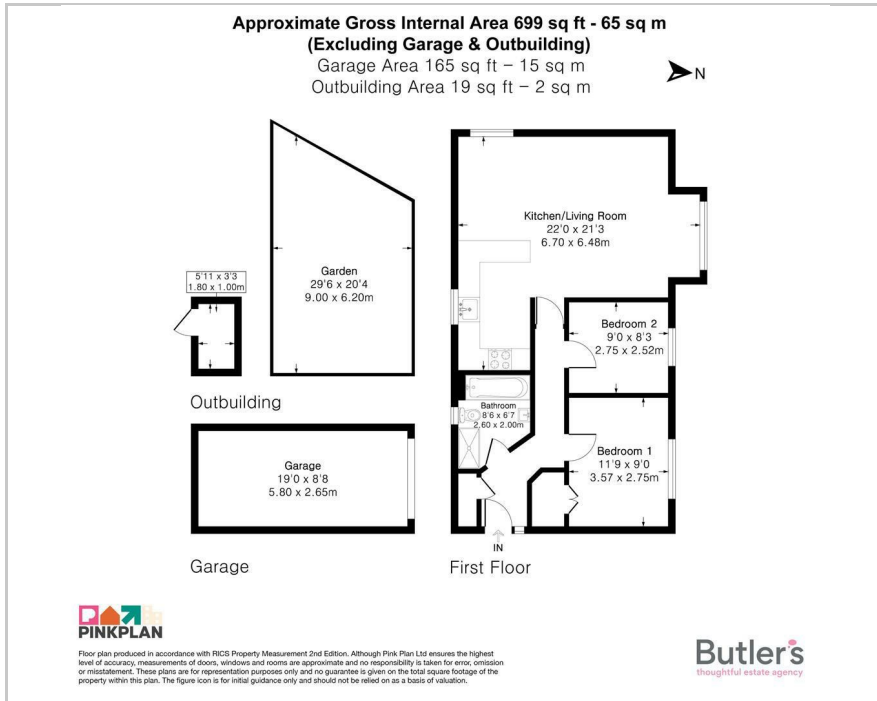 Approximate Gross Internal Area 699 sq ft - 65 sq m
(Excluding Garage & Outbuilding)
Garage Area 165 sq ft – 15 sq m
Outbuilding Area 19 sq ft – 2 sq m
N
Kitchen/Living Room
22'0 x 21'3
6.70 x 6.48m
Garden
29'6 x 20'4
9.00 x 6.20m
5'11 x 3'3
1.80 x 1.00m
Outbuilding
Bedroom 2
9'0 x 8'3
2.75 x 2.52m
Bathroom
8'6 x 6'7
2.60 x 2.00m
Bedroom 1
11'9 x 9'0
3.57 x 2.75m
Garage
19'0 x 8'8
5.80 x 2.65m
IN
Garage
First Floor
PINKPLAN
Floor plan produced in accordance with RICS Property Measurement 2nd Edition. Although Pink Plan Ltd ensures the highest
level of accuracy, measurements of doors, windows and rooms are approximate and no responsibility is taken for error, omission
or misstatement. These plans are for representation purposes only and no guarantee is given on the total square footage of the
property within this plan. The figure icon is for initial guidance only and should not be relied on as a basis of valuation.
Butler's
thoughtful estate agency